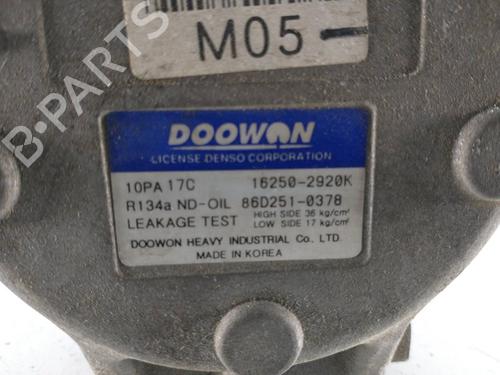 M05-
B-PARTS
DOOWON
LICENSE DENSO CORPORATION
10PA 17C 16250-2920K
R134a ND-OIL 86D251-0378
LEAKAGE TEST HIGH SIDE 36 kg/cm²
LOW SIDE 17 kg/cm²
DOOWON HEAVY INDUSTRIAL Co., LTD.
MADE IN KOREA